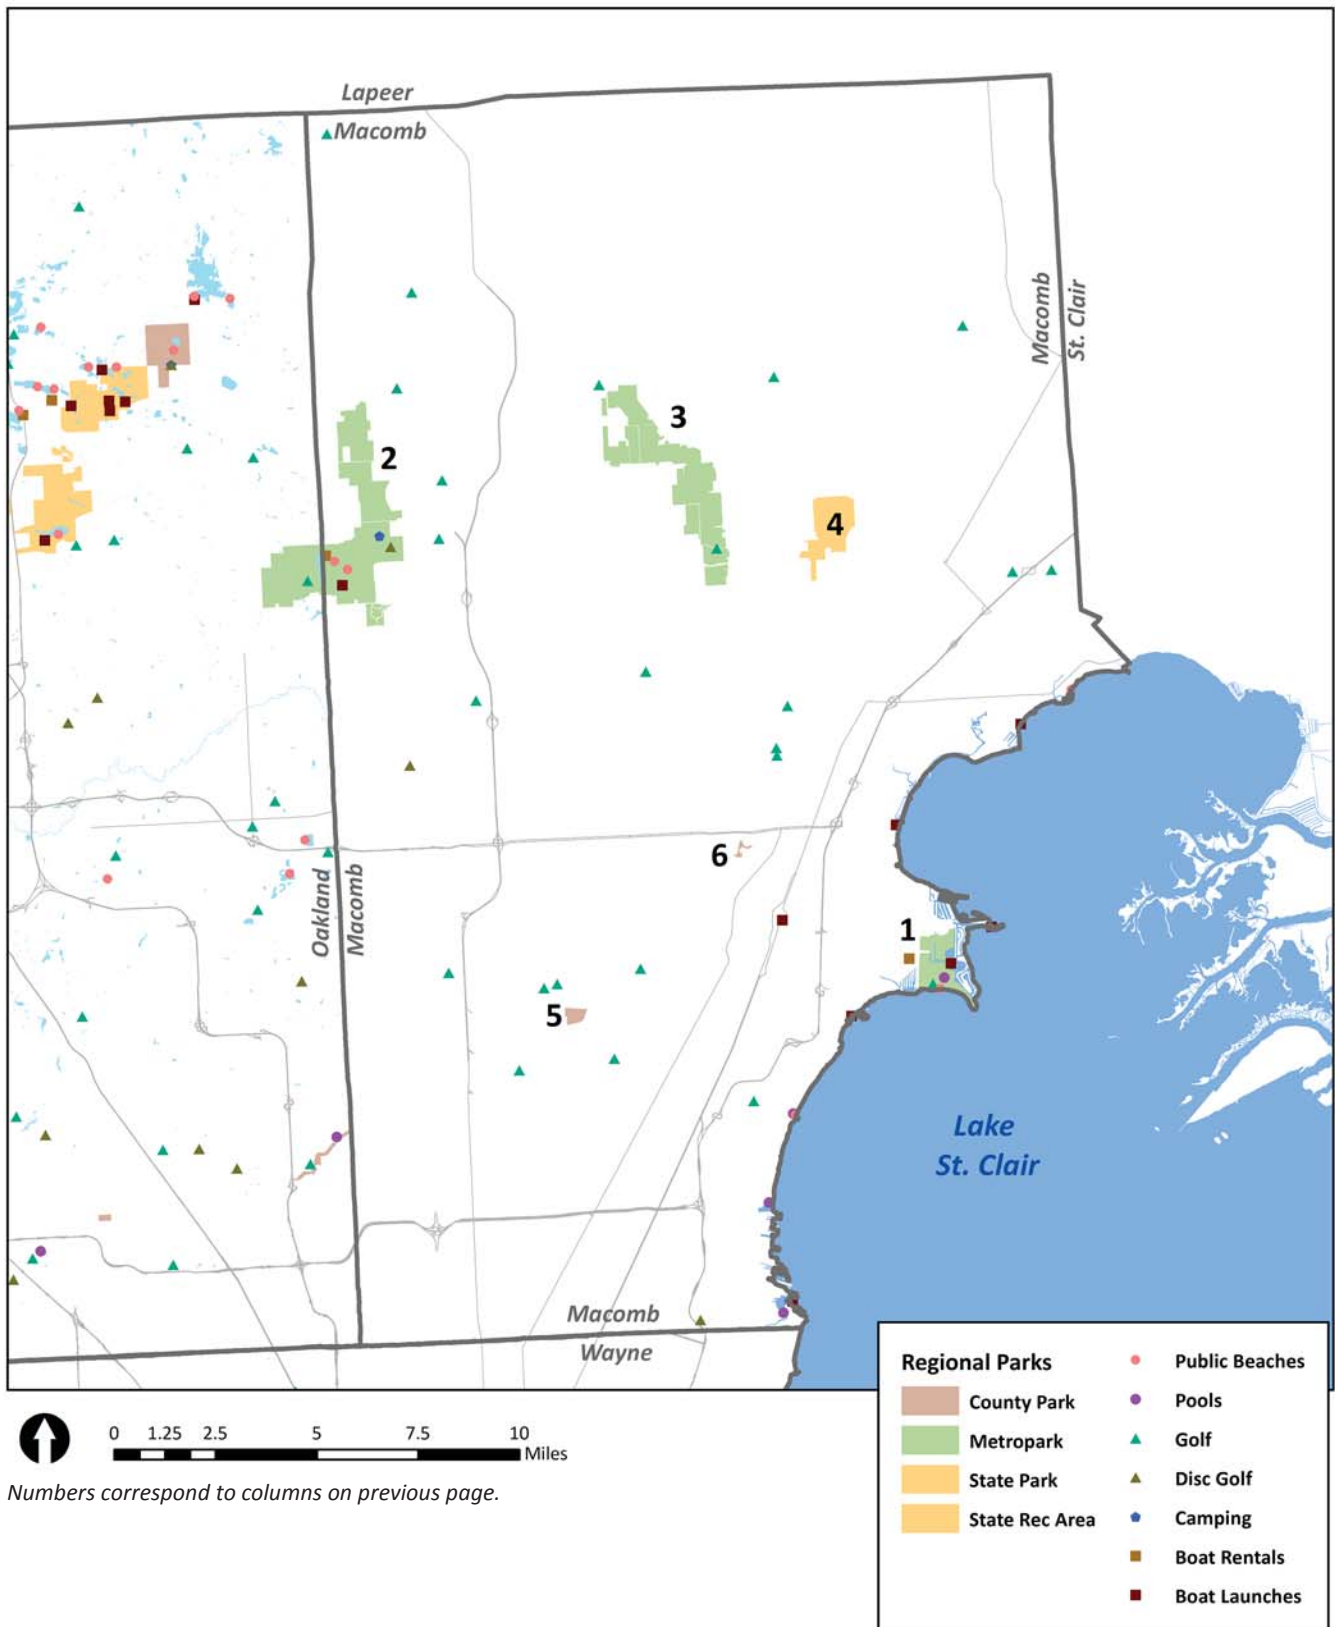 Lapeer
Macomb
Macomb
St. Clair
3
2
4
6
Oakland
Macomb
1
5
Lake
St. Clair
Macomb
Wayne
Regional Parks
County Park
Metropark
State Park
State Rec Area
Public Beaches
Pools
Golf
Disc Golf
Camping
Boat Rentals
Boat Launches
0 1.25 2.5 5 7.5 10
Miles
Numbers correspond to columns on previous page.